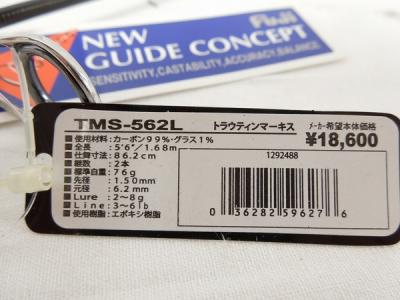 Fuji
NEW
GUIDE CONCEPT
SENSITIVITY, CASTABILITY, ACCURACY, BALANCE
TMS-562L
トラウティンマーキス
メーカー希望本体価格
¥18,600
■使用材料:カーボン99%・グラス1%
■全長:5'6"/1.68m
■仕舞寸法:86.2cm
■継数:2本
■標準自重:76g
■先径:1.50mm
■元径:6.2mm
■Lure:2~8g
■Line:3~6lb
■使用樹脂:エポキシ樹脂
1292488
0 36282 59627 6